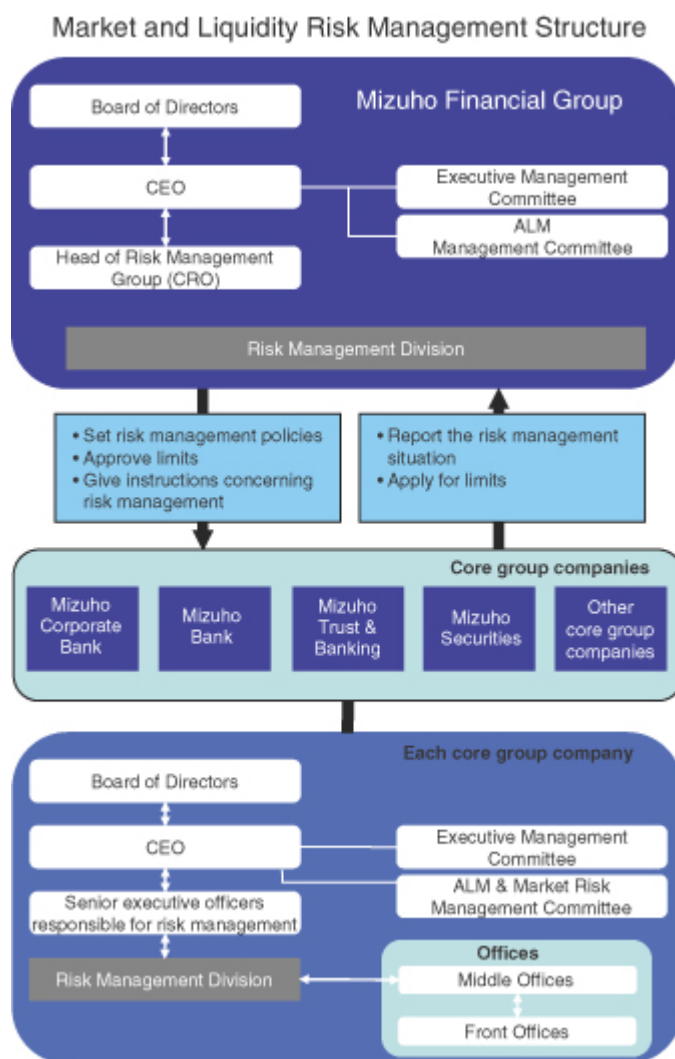 Market and Liquidity Risk Management Structure
Mizuho Financial Group
Board of Directors
CEO
Executive Management
Committee
ALM
Management Committee
Head of Risk Management
Group (CRO)
Risk Management Division
• Set risk management policies
• Approve limits
• Give instructions concerning
risk management
• Report the risk management
situation
• Apply for limits
Core group companies
Mizuho
Corporate
Bank
Mizuho
Bank
Mizuho
Trust &
Banking
Mizuho
Securities
Other
core group
companies
Each core group company
Board of Directors
CEO
Executive Management
Committee
ALM & Market Risk
Management Committee
Senior executive officers
responsible for risk management
Risk Management Division
Offices
Middle Offices
Front Offices